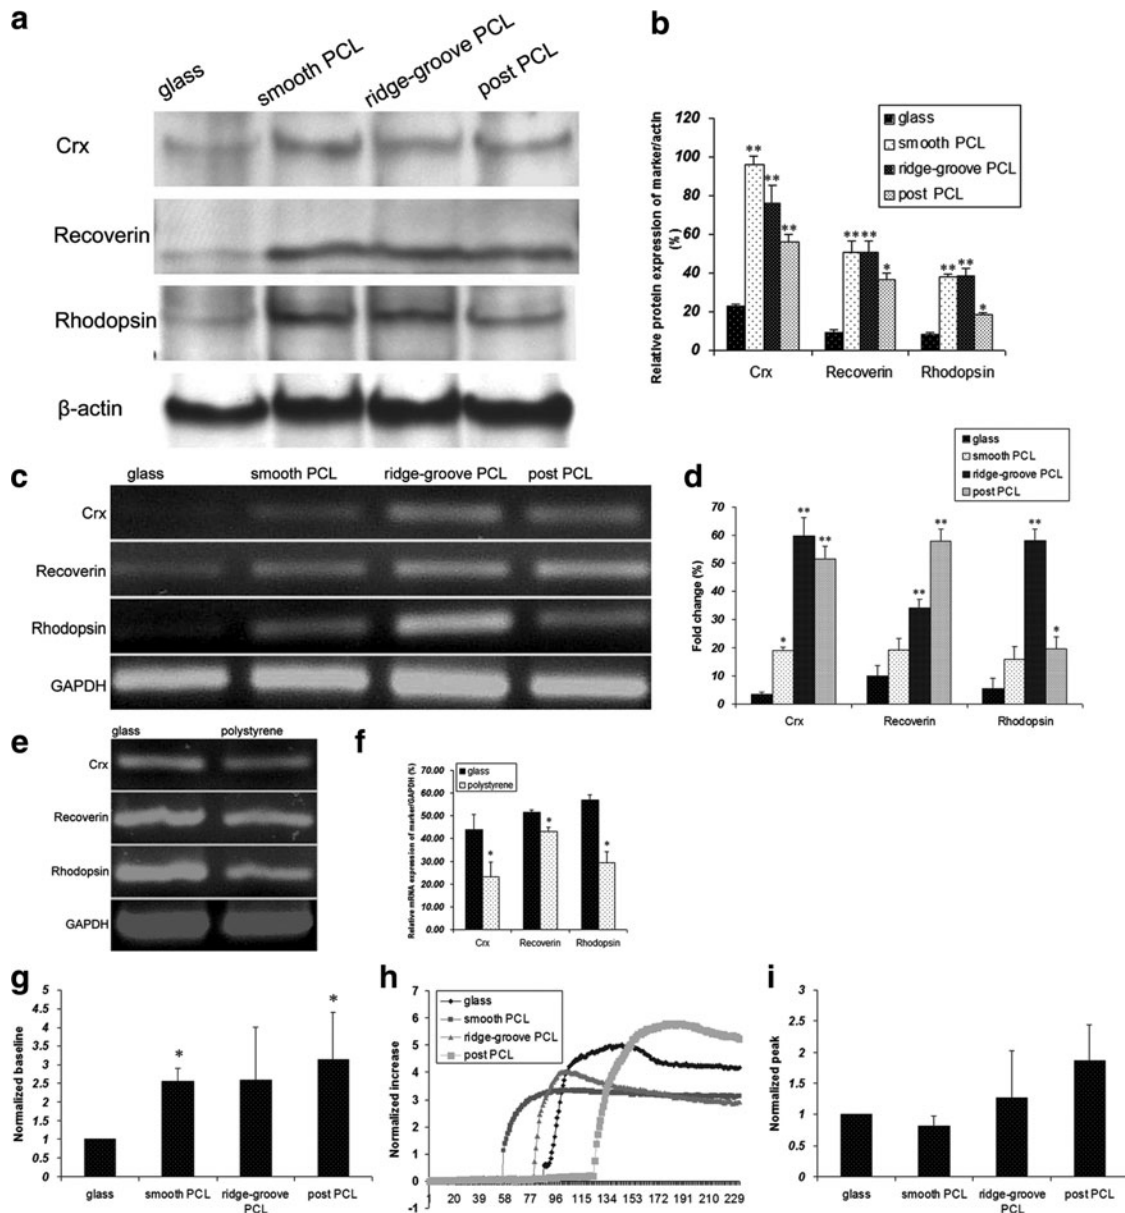 a
glass
smooth PCL
ridge-groove PCL
post PCL
Crx
Recoverin
Rhodopsin
β-actin
b
glass
smooth PCL
ridge-groove PCL
post PCL
Relative protein expression of marker/actin
(%)
120
100
80
60
40
20
0
** ** **
** ** *
** ** *
Crx Recoverin Rhodopsin
c
glass smooth PCL ridge-groove PCL post PCL
Crx
Recoverin
Rhodopsin
GAPDH
d
glass
smooth PCL
ridge-groove PCL
post PCL
Fold change (%)
70
60
50
40
30
20
10
0
* ** **
** **
** *
Crx Recoverin Rhodopsin
e
glass polystyrene
Crx
Recoverin
Rhodopsin
GAPDH
f
glass
polystyrene
Relative mRNA expression of marker/GAPDH (%)
70.00
60.00
50.00
40.00
30.00
20.00
10.00
0.00
* * *
Crx Recoverin Rhodopsin
g
Normalized baseline
5
4.5
4
3.5
3
2.5
2
1.5
1
0.5
0
* *
glass smooth PCL ridge-groove post PCL
PCL
h
glass
smooth PCL
ridge-groove PCL
post PCL
Normalized increase
7
6
5
4
3
2
1
0
-1
1 20 39 58 77 96 115 134 153 172 191 210 229
i
Normalized peak
3
2.5
2
1.5
1
0.5
0
glass smooth PCL ridge-groove post PCL
PCL